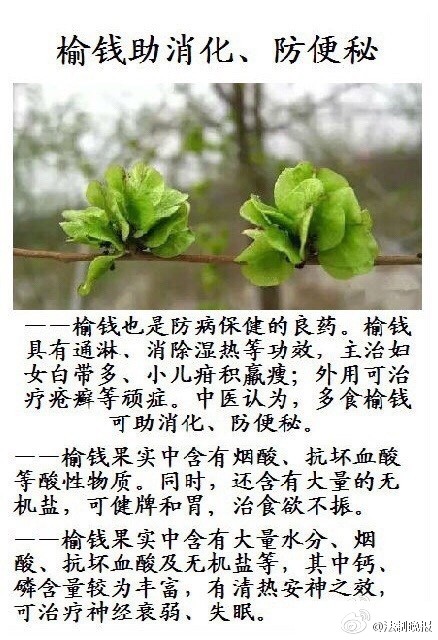 榆钱助消化、防便秘
——榆钱也是防病保健的良药。榆钱
具有通淋、消除湿热等功效，主治妇
女白带多、小儿疳积羸瘦；外用可治
疗疮癣等顽症。中医认为，多食榆钱
可助消化、防便秘。
——榆钱果实中含有烟酸、抗坏血酸
等酸性物质。同时，还含有大量的无
机盐，可健脾和胃，治食欲不振。
——榆钱果实中含有大量水分、烟
酸、抗坏血酸及无机盐等，其中钙、
磷含量较为丰富，有清热安神之效，
可治疗神经衰弱、失眠。
@法制晚报